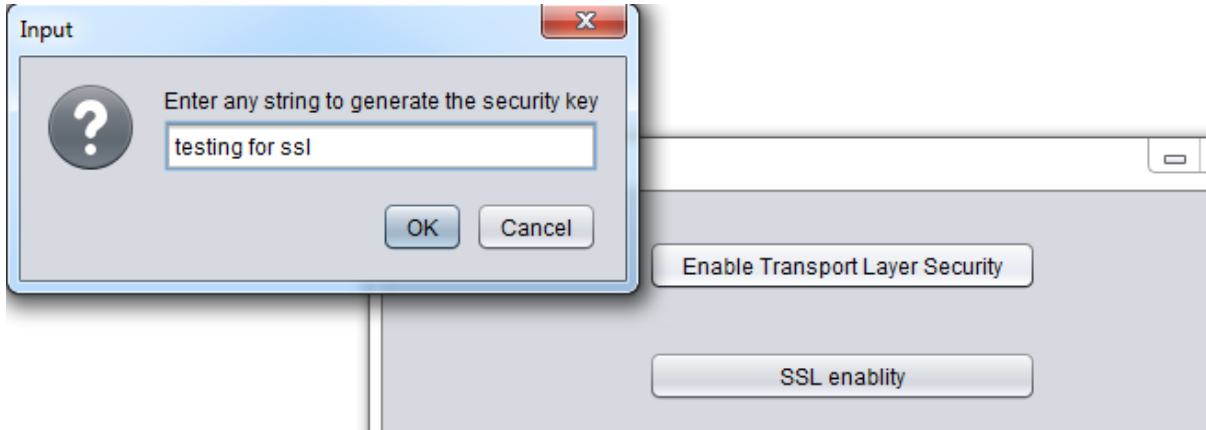 Input
Enter any string to generate the security key
testing for ssl
OK
Cancel
Enable Transport Layer Security
SSL enablity